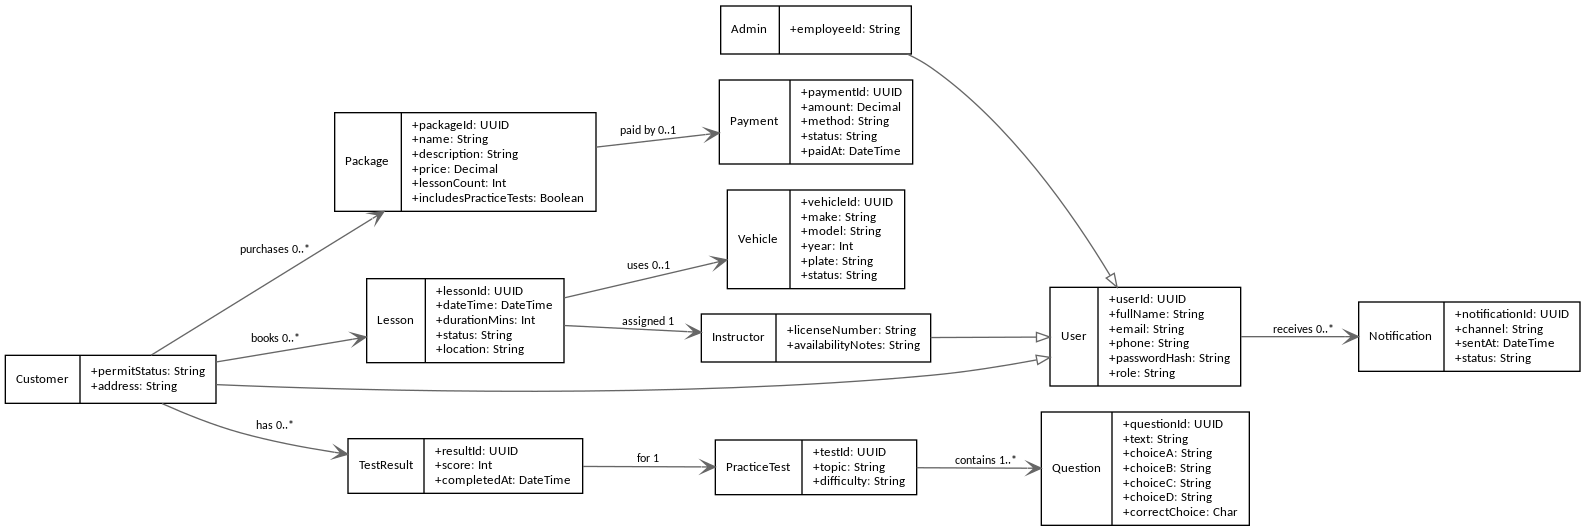 Admin
+employeeId: String
Payment
+paymentId: UUID
+amount: Decimal
+method: String
+status: String
+paidAt: DateTime
paid by 0..1
Package
+packageId: UUID
+name: String
+description: String
+price: Decimal
+lessonCount: Int
+includesPracticeTests: Boolean
purchases 0..*
Vehicle
+vehicleId: UUID
+make: String
+model: String
+year: Int
+plate: String
+status: String
uses 0..1
Lesson
+lessonId: UUID
+dateTime: DateTime
+durationMins: Int
+status: String
+location: String
assigned 1
Instructor
+licenseNumber: String
+availabilityNotes: String
User
+userId: UUID
+fullName: String
+email: String
+phone: String
+passwordHash: String
+role: String
receives 0..*
Notification
+notificationId: UUID
+channel: String
+sentAt: DateTime
+status: String
books 0..*
Customer
+permitStatus: String
+address: String
has 0..*
TestResult
+resultId: UUID
+score: Int
+completedAt: DateTime
for 1
PracticeTest
+testId: UUID
+topic: String
+difficulty: String
contains 1..*
Question
+questionId: UUID
+text: String
+choiceA: String
+choiceB: String
+choiceC: String
+choiceD: String
+correctChoice: Char